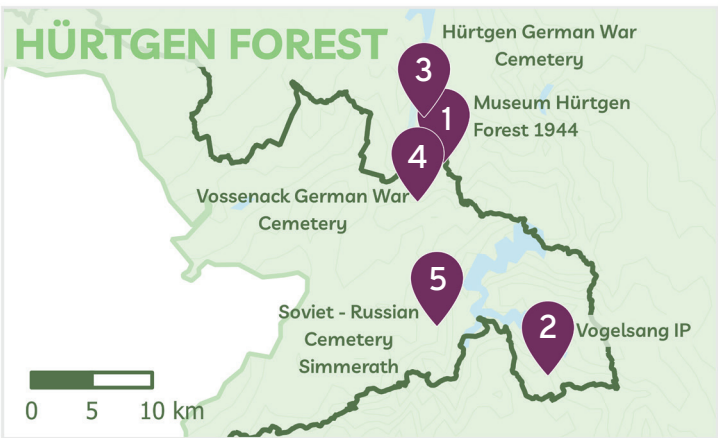 HÜRTGEN FOREST
Hürtgen German War
Cemetery
3
1
Museum Hürtgen
Forest 1944
4
Vossenack German War
Cemetery
5
Soviet - Russian
Cemetery
Simmerath
2
Vogelsang IP
0 5 10 km